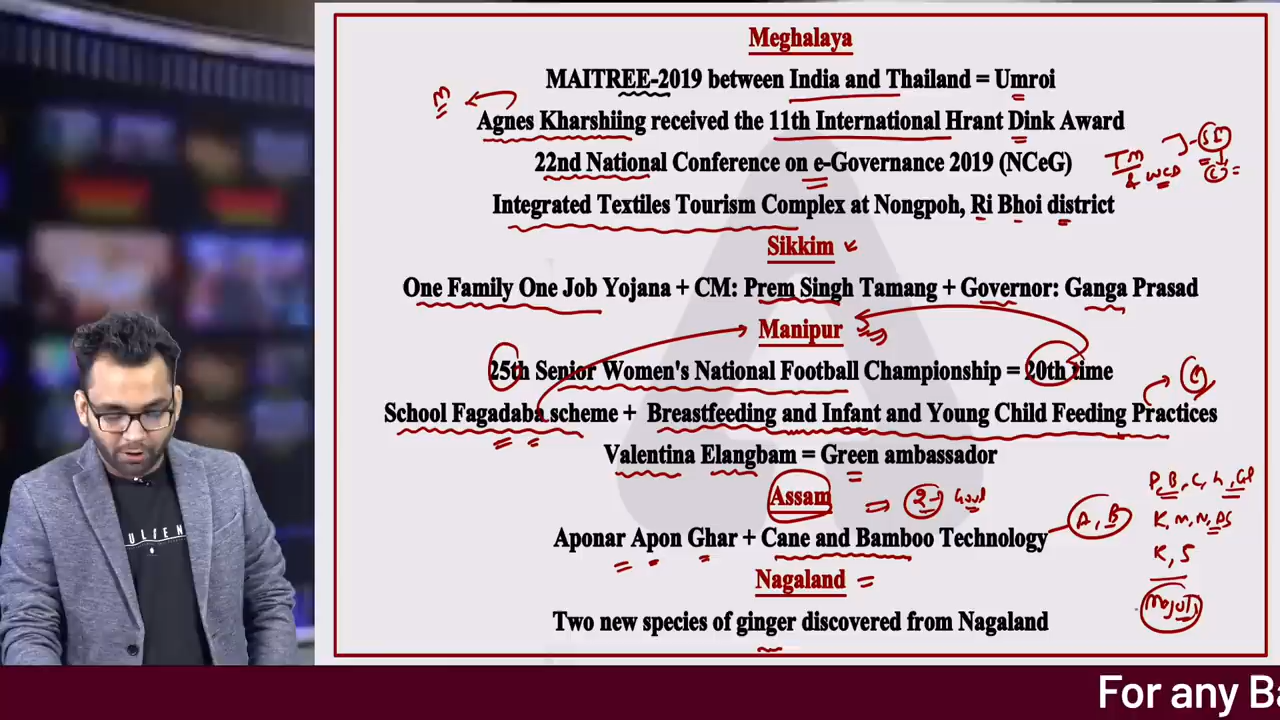 Meghalaya
MAITREE-2019 between India and Thailand = Umroi
M
Agnes Kharshiing received the 11th International Hrant Dink Award
22nd National Conference on e-Governance 2019 (NCeG)
TM
& WCD
Integrated Textiles Tourism Complex at Nongpoh, Ri Bhoi district
Sikkim
One Family One Job Yojana + CM: Prem Singh Tamang + Governor: Ganga Prasad
Manipur
25th Senior Women's National Football Championship = 20th time
School Fagadaba scheme + Breastfeeding and Infant and Young Child Feeding Practices
Valentina Elangbam = Green ambassador
Assam
Aponar Apon Ghar + Cane and Bamboo Technology
A, B
K, S
Nagaland =
Two new species of ginger discovered from Nagaland
ULIEN
For any Ba